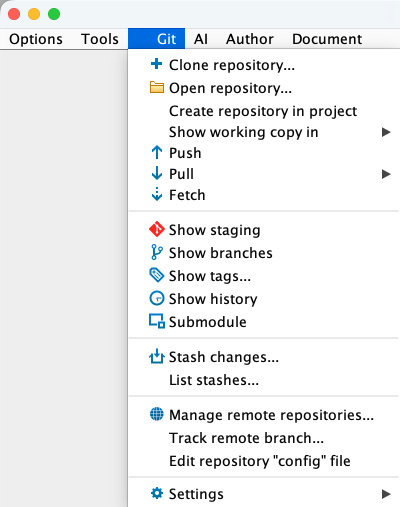 Options Tools Git AI Author Document
Clone repository...
Open repository...
Create repository in project
Show working copy in
Push
Pull
Fetch
Show staging
Show branches
Show tags...
Show history
Submodule
Stash changes...
List stashes...
Manage remote repositories...
Track remote branch...
Edit repository "config" file
Settings